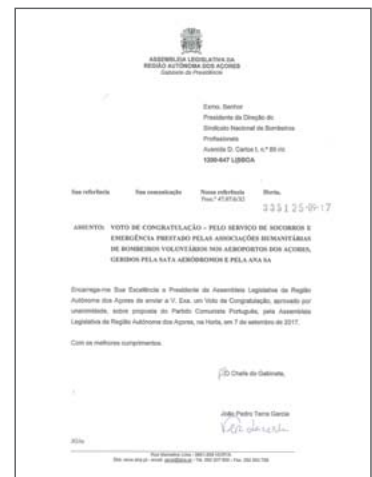 ASSEMBLEIA LEGISLATIVA DA
REGIÃO AUTÓNOMA DOS AÇORES
Gabinete da Presidência
Exmo. Senhor
Presidente da Direção do
Sindicato Nacional de Bombeiros
Profissionais
Avenida D. Carlos I, n.º 89 r/c
1200-647 LISBOA
Sua referência Sua comunicação Nossa referência Horta,
Proc.º
ASSUNTO: VOTO DE CONGRATULAÇÃO – PELO SERVIÇO DE SOCORROS E
EMERGÊNCIA PRESTADO PELAS ASSOCIAÇÕES HUMANITÁRIAS
DE BOMBEIROS VOLUNTÁRIOS NOS AEROPORTOS DOS AÇORES,
GERIDOS PELA SATA AERÓDROMOS E PELA ANA SA
Encarrega-me Sua Excelência a Presidente da Assembleia Legislativa da Região
Autónoma dos Açores de enviar a V. Exa. um Voto de Congratulação, aprovado por
unanimidade, sobre proposta do Partido Comunista Português, pela Assembleia
Legislativa da Região Autónoma dos Açores, na Horta, em 7 de setembro de 2017.
Com os melhores cumprimentos.
O Chefe do Gabinete,
João Pedro Terra Garcia